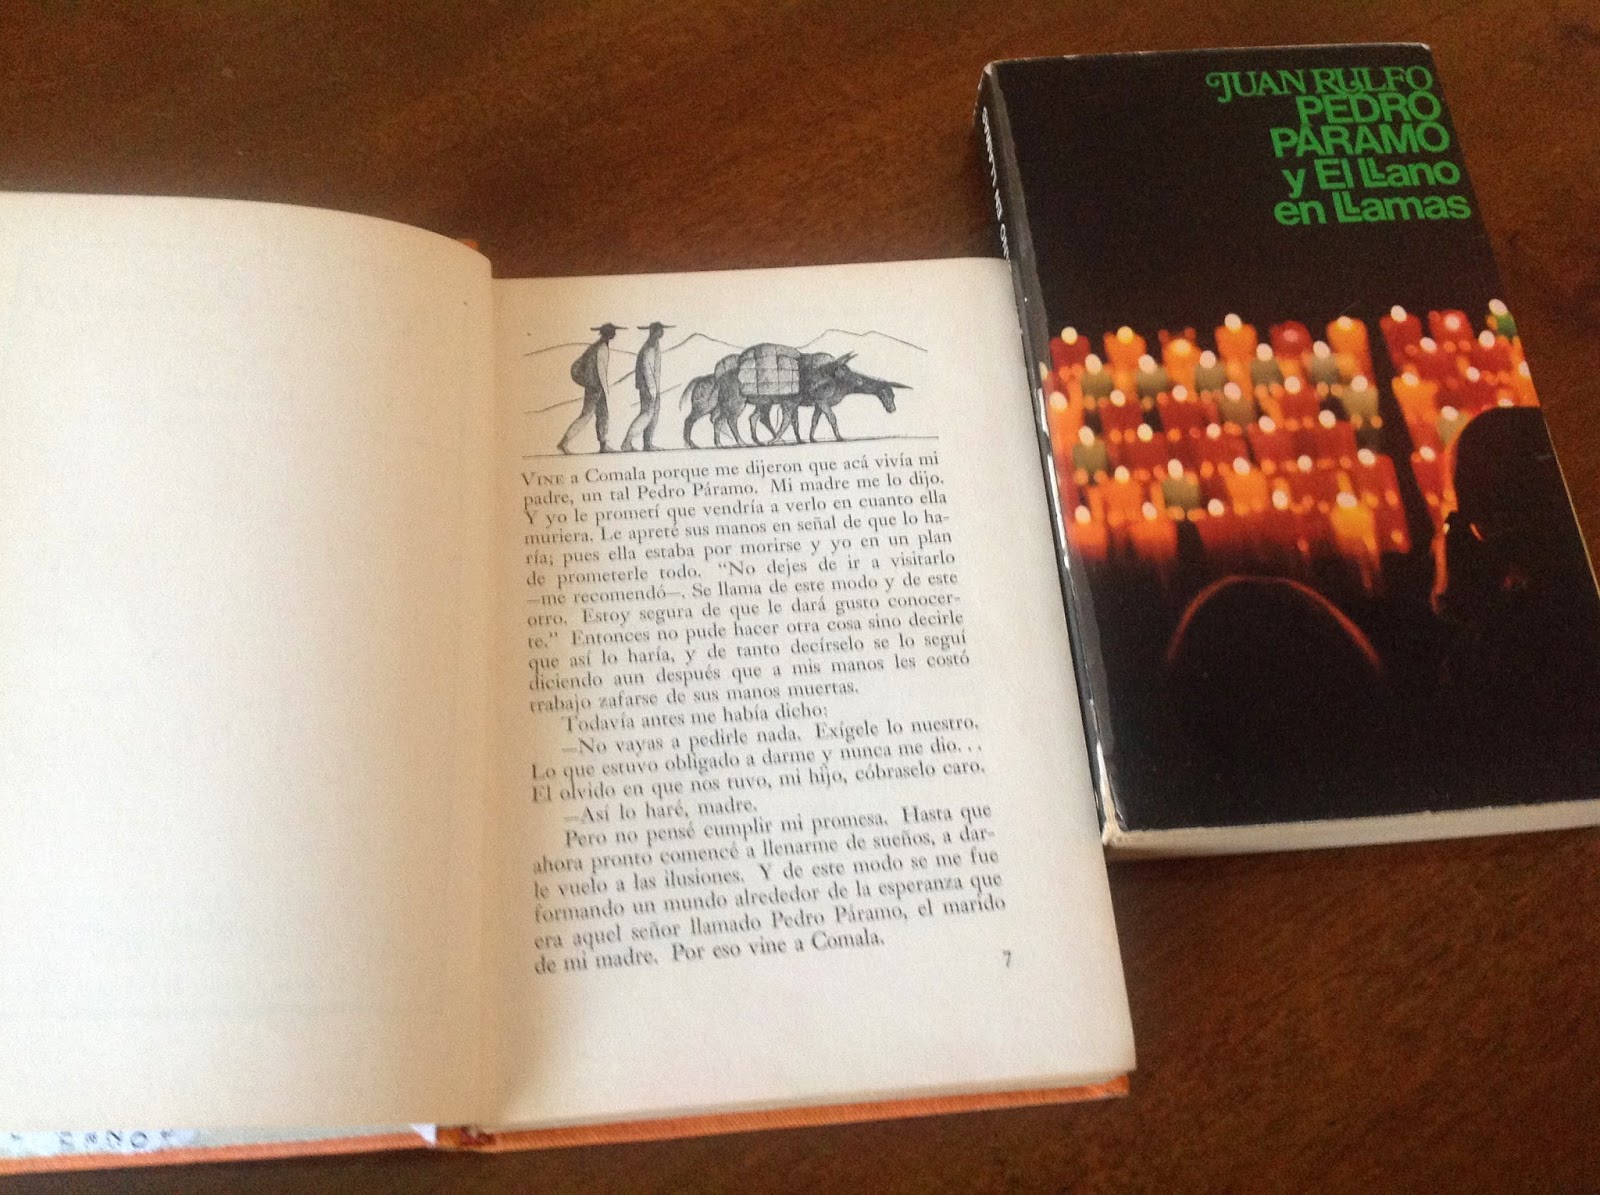 VINE a Comala porque me dijeron que acá vivía mi
padre, un tal Pedro Páramo. Mi madre me lo dijo.
Y yo le prometí que vendría a verlo en cuanto ella
muriera. Le apreté sus manos en señal de que lo ha-
ría; pues ella estaba por morirse y yo en un plan
de prometerle todo. "No dejes de ir a visitarlo
—me recomendó—. Se llama de este modo y de este
otro. Estoy segura de que le dará gusto conocer-
te." Entonces no pude hacer otra cosa sino decirle
que así lo haría, y de tanto decírselo se lo seguí
diciendo aun después que a mis manos les costó
trabajo zafarse de sus manos muertas.
Todavía antes me había dicho:
—No vayas a pedirle nada. Exígele lo nuestro.
Lo que estuvo obligado a darme y nunca me dio...
El olvido en que nos tuvo, mi hijo, cóbraselo caro.
—Así lo haré, madre.
Pero no pensé cumplir mi promesa. Hasta que
ahora pronto comencé a llenarme de sueños, a dar-
le vuelo a las ilusiones. Y de este modo se me fue
formando un mundo alrededor de la esperanza que
era aquel señor llamado Pedro Páramo, el marido
de mi madre. Por eso vine a Comala.
7
JUAN RULFO
PEDRO
PARAMO
y El LLano
en LLamas